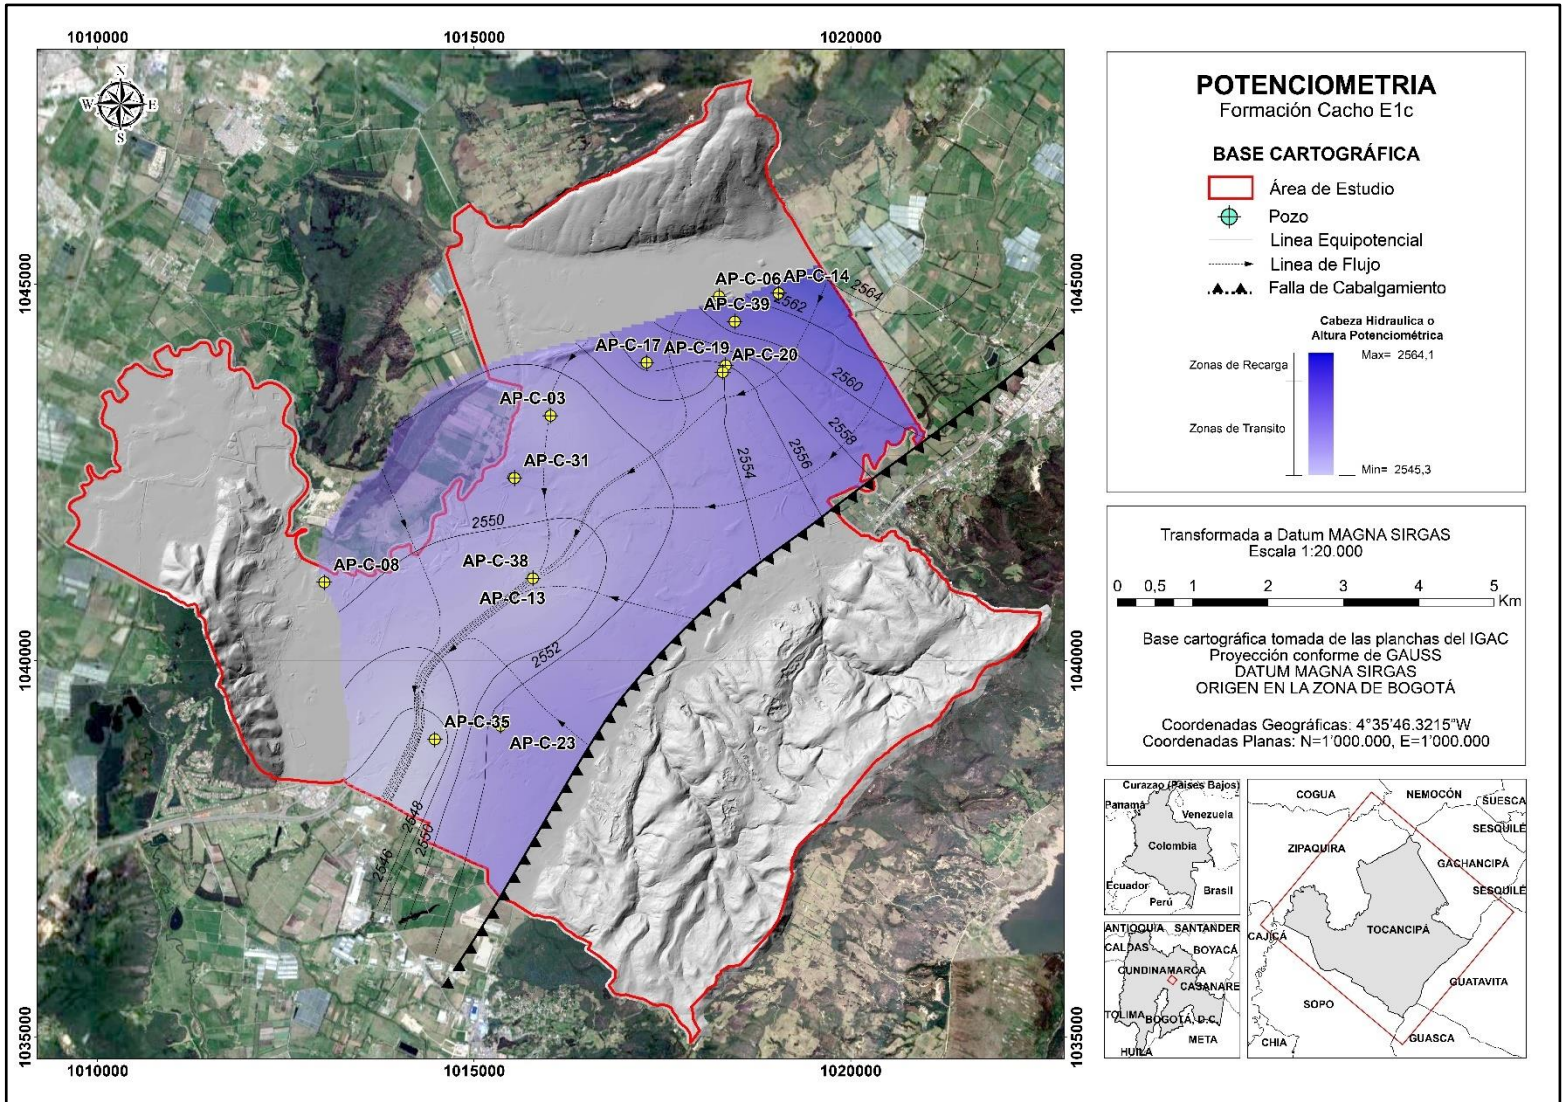 1010000
1015000
1020000
N
W
E
S
1045000
1045000
AP-C-06
AP-C-14
2564
2562
AP-C-39
AP-C-17
AP-C-19
AP-C-20
2560
AP-C-03
2558
2556
2554
AP-C-31
2550
AP-C-38
AP-C-08
AP-C-13
1040000
1040000
2552
AP-C-35
AP-C-23
2548
2550
2546
1035000
1035000
1010000
1015000
1020000
POTENCIOMETRIA
Formación Cacho E1c
BASE CARTOGRÁFICA
Área de Estudio
Pozo
Linea Equipotencial
Linea de Flujo
Falla de Cabalgamiento
Cabeza Hidraulica o
Altura Potenciométrica
Zonas de Recarga
Max= 2564,1
Zonas de Transito
Min= 2545,3
Transformada a Datum MAGNA SIRGAS
Escala 1:20.000
0 0,5 1 2 3 4 5
Km
Base cartográfica tomada de las planchas del IGAC
Proyección conforme de GAUSS
DATUM MAGNA SIRGAS
ORIGEN EN LA ZONA DE BOGOTÁ
Coordenadas Geográficas: 4°35'46.3215"W
Coordenadas Planas: N=1'000.000, E=1'000.000
Curazao (Países Bajos)
Panamá
Venezuela
Colombia
Ecuador
Brasil
Perú
ANTIOQUIA SANTANDER
CALDAS
BOYACÁ
CUNDINAMARCA
CASANARE
TOLIMA
BOGOTÁ, D.C.
META
HUILA
COGUA
NEMOCÓN
SUESCA
SESQUILÉ
ZIPAQUIRA
GACHANCIPÁ
SESQUILÉ
CAJICÁ
TOCANCIPÁ
GUATAVITA
SOPO
GUASCA
CHIA